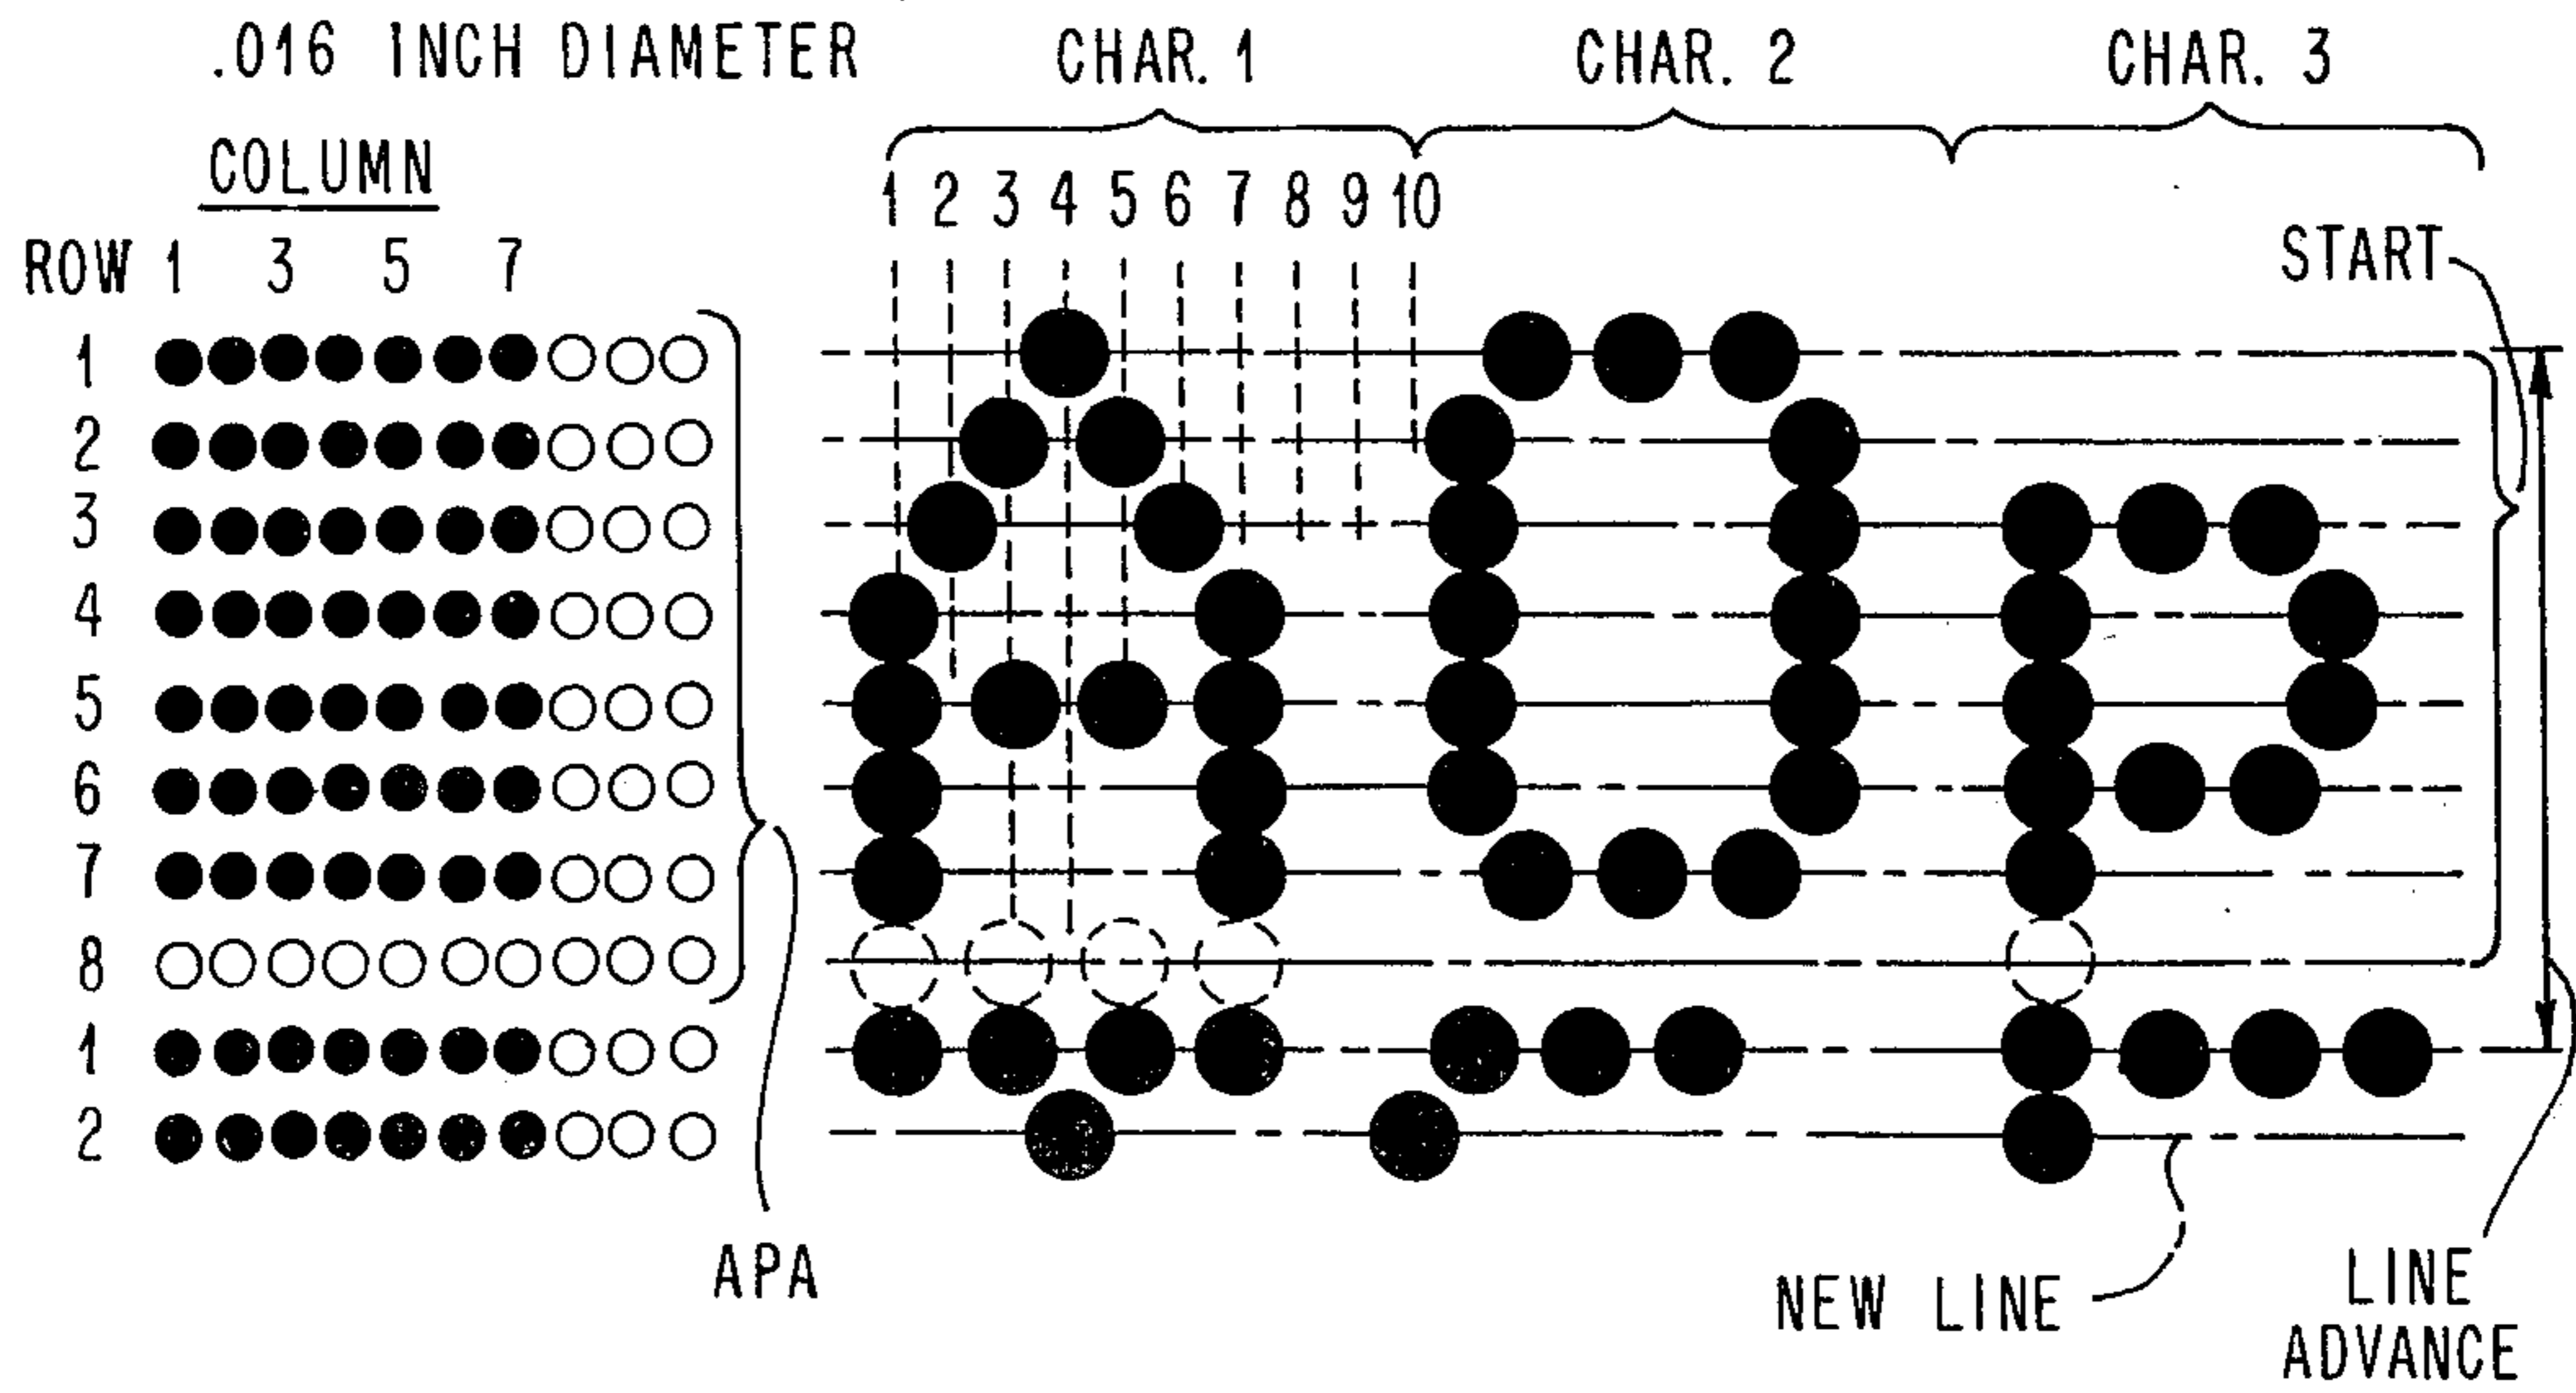 .016 INCH DIAMETER CHAR. 1 CHAR. 2 CHAR. 3
COLUMN
1 2 3 4 5 6 7 8 9 10
ROW 1 3 5 7
START
1
2
3
4
5
6
7
8
1
2
APA
NEW LINE
LINE
ADVANCE